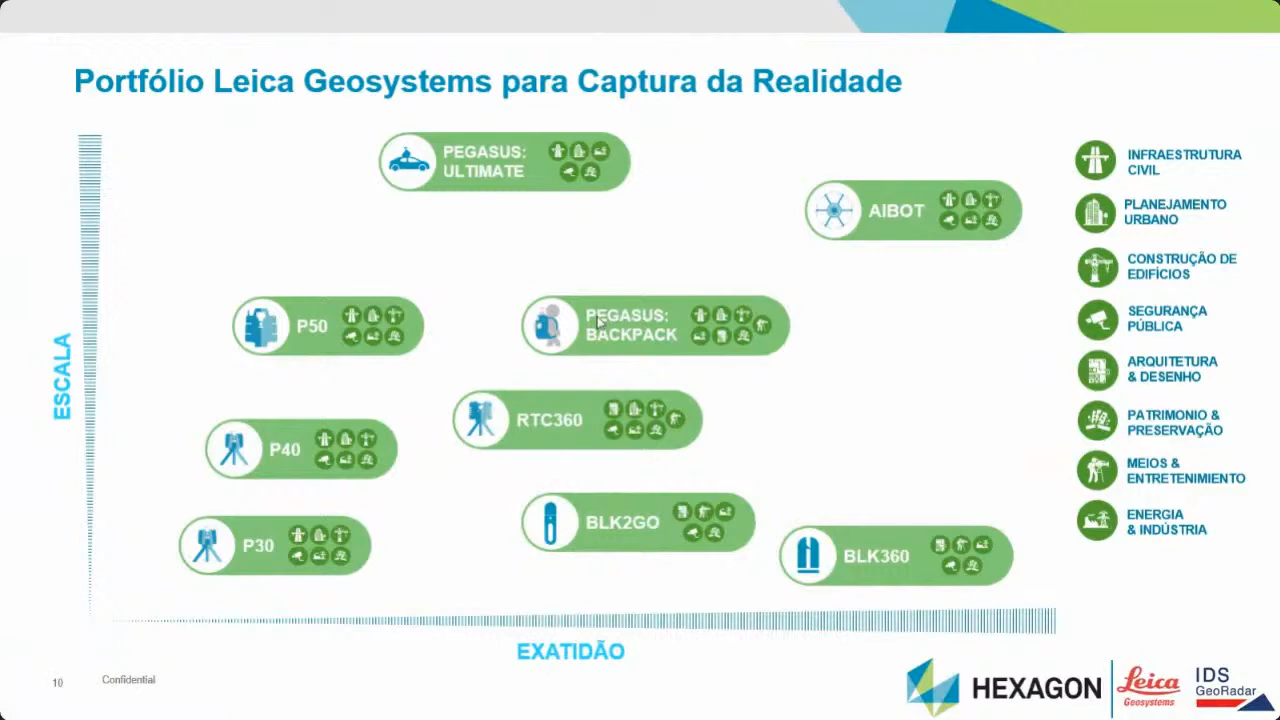 Portfólio Leica Geosystems para Captura da Realidade
PEGASUS:
ULTIMATE
AIBOT
P50
PEGASUS:
BACKPACK
RTC360
P40
BLK2GO
P30
BLK360
ESCALA
EXATIDÃO
INFRAESTRUTURA
CIVIL
PLANEJAMENTO
URBANO
CONSTRUÇÃO DE
EDIFÍCIOS
SEGURANÇA
PÚBLICA
ARQUITETURA
& DESENHO
PATRIMONIO &
PRESERVAÇÃO
MEIOS &
ENTRETENIMIENTO
ENERGIA
& INDÚSTRIA
10
Confidential
HEXAGON
Leica
Geosystems
IDS
GeoRadar